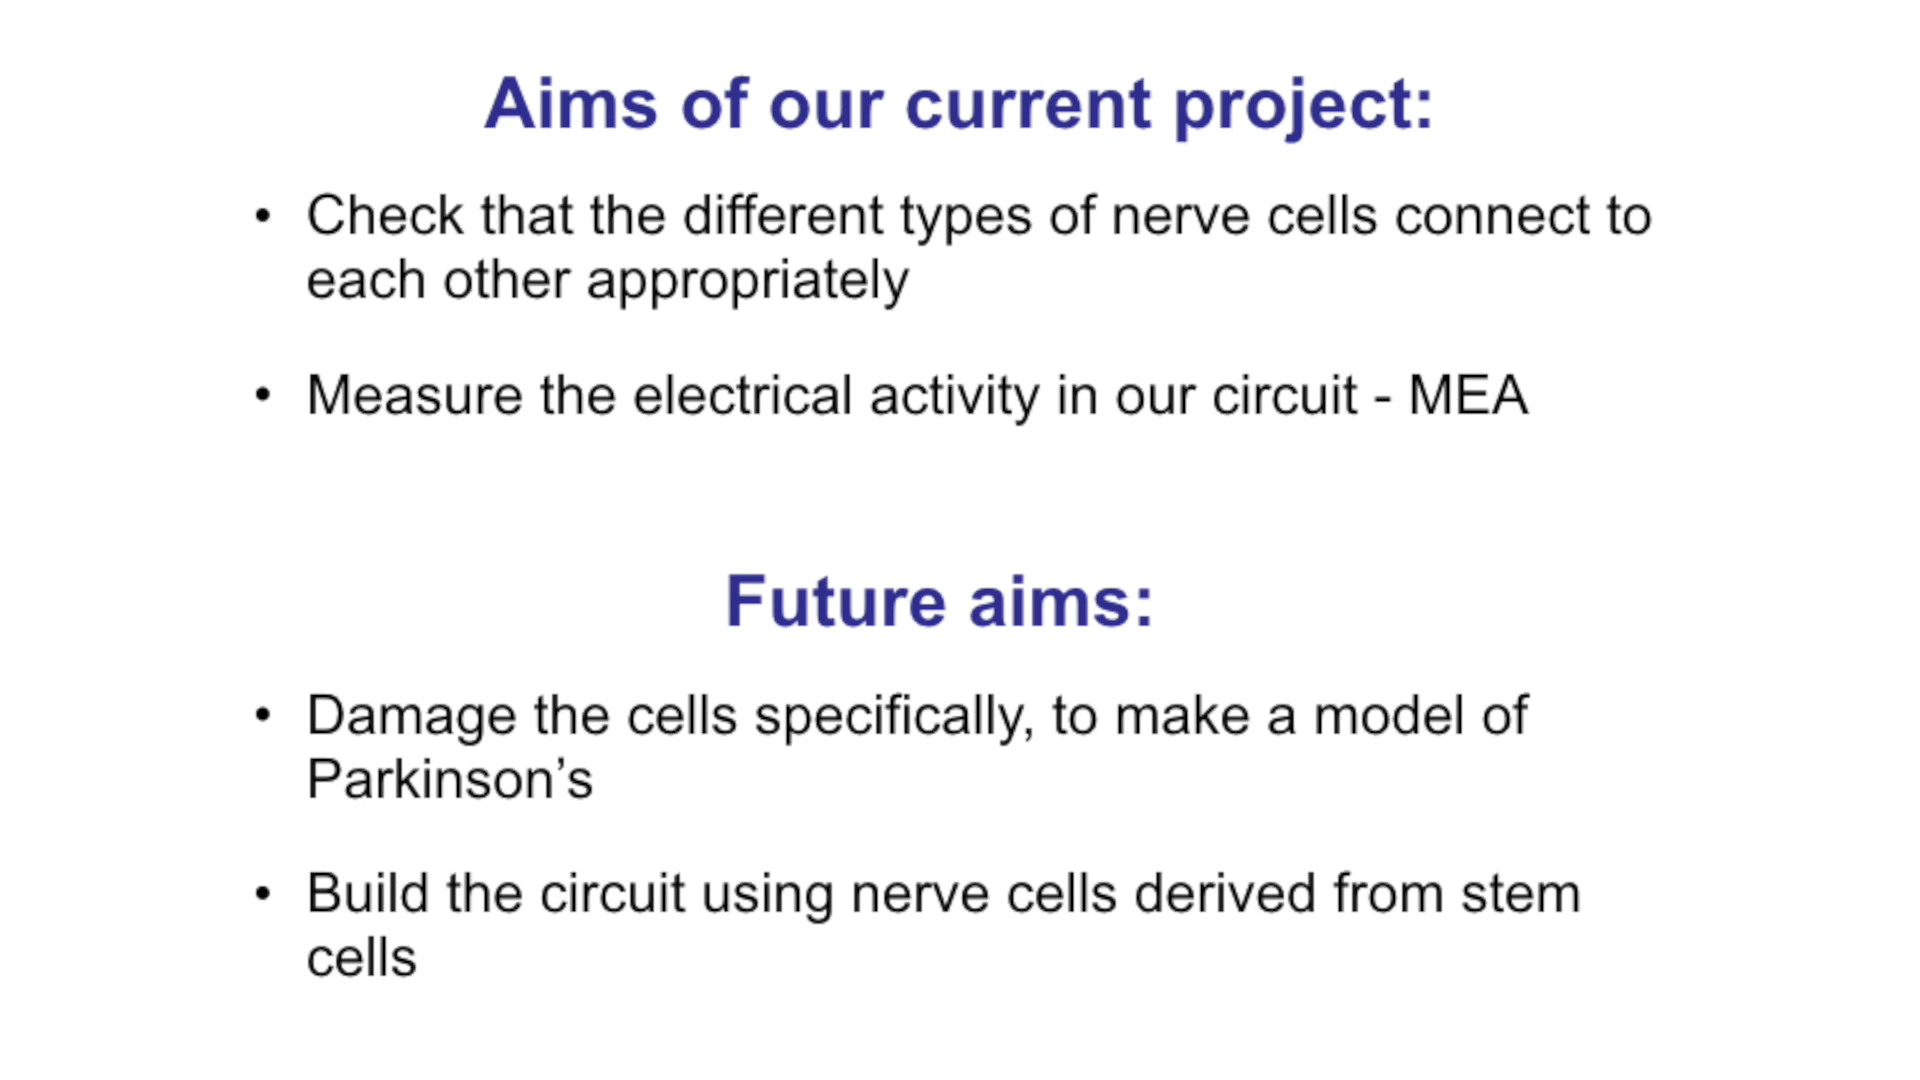 Aims of our current project:
• Check that the different types of nerve cells connect to
each other appropriately
• Measure the electrical activity in our circuit - MEA
Future aims:
• Damage the cells specifically, to make a model of
Parkinson’s
• Build the circuit using nerve cells derived from stem
cells